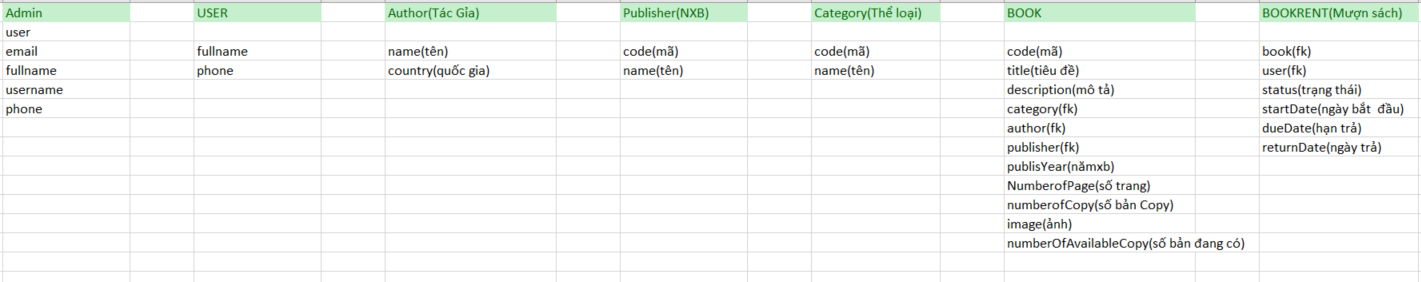 Admin USER Author(Tác Gỉa) Publisher(NXB) Category(Thể loại) BOOK BOOKRENT(Mượn sách)
user
email fullname name(tên) code(mã) code(mã) code(mã) book(fk)
fullname phone country(quốc gia) name(tên) name(tên) title(tiêu đề) user(fk)
username description(mô tả) status(trạng thái)
phone category(fk) startDate(ngày bắt đầu)
author(fk) dueDate(hạn trả)
publisher(fk) returnDate(ngày trả)
publisYear(nămxb)
NumberofPage(số trang)
numberofCopy(số bản Copy)
image(ảnh)
numberOfAvailableCopy(số bản đang có)